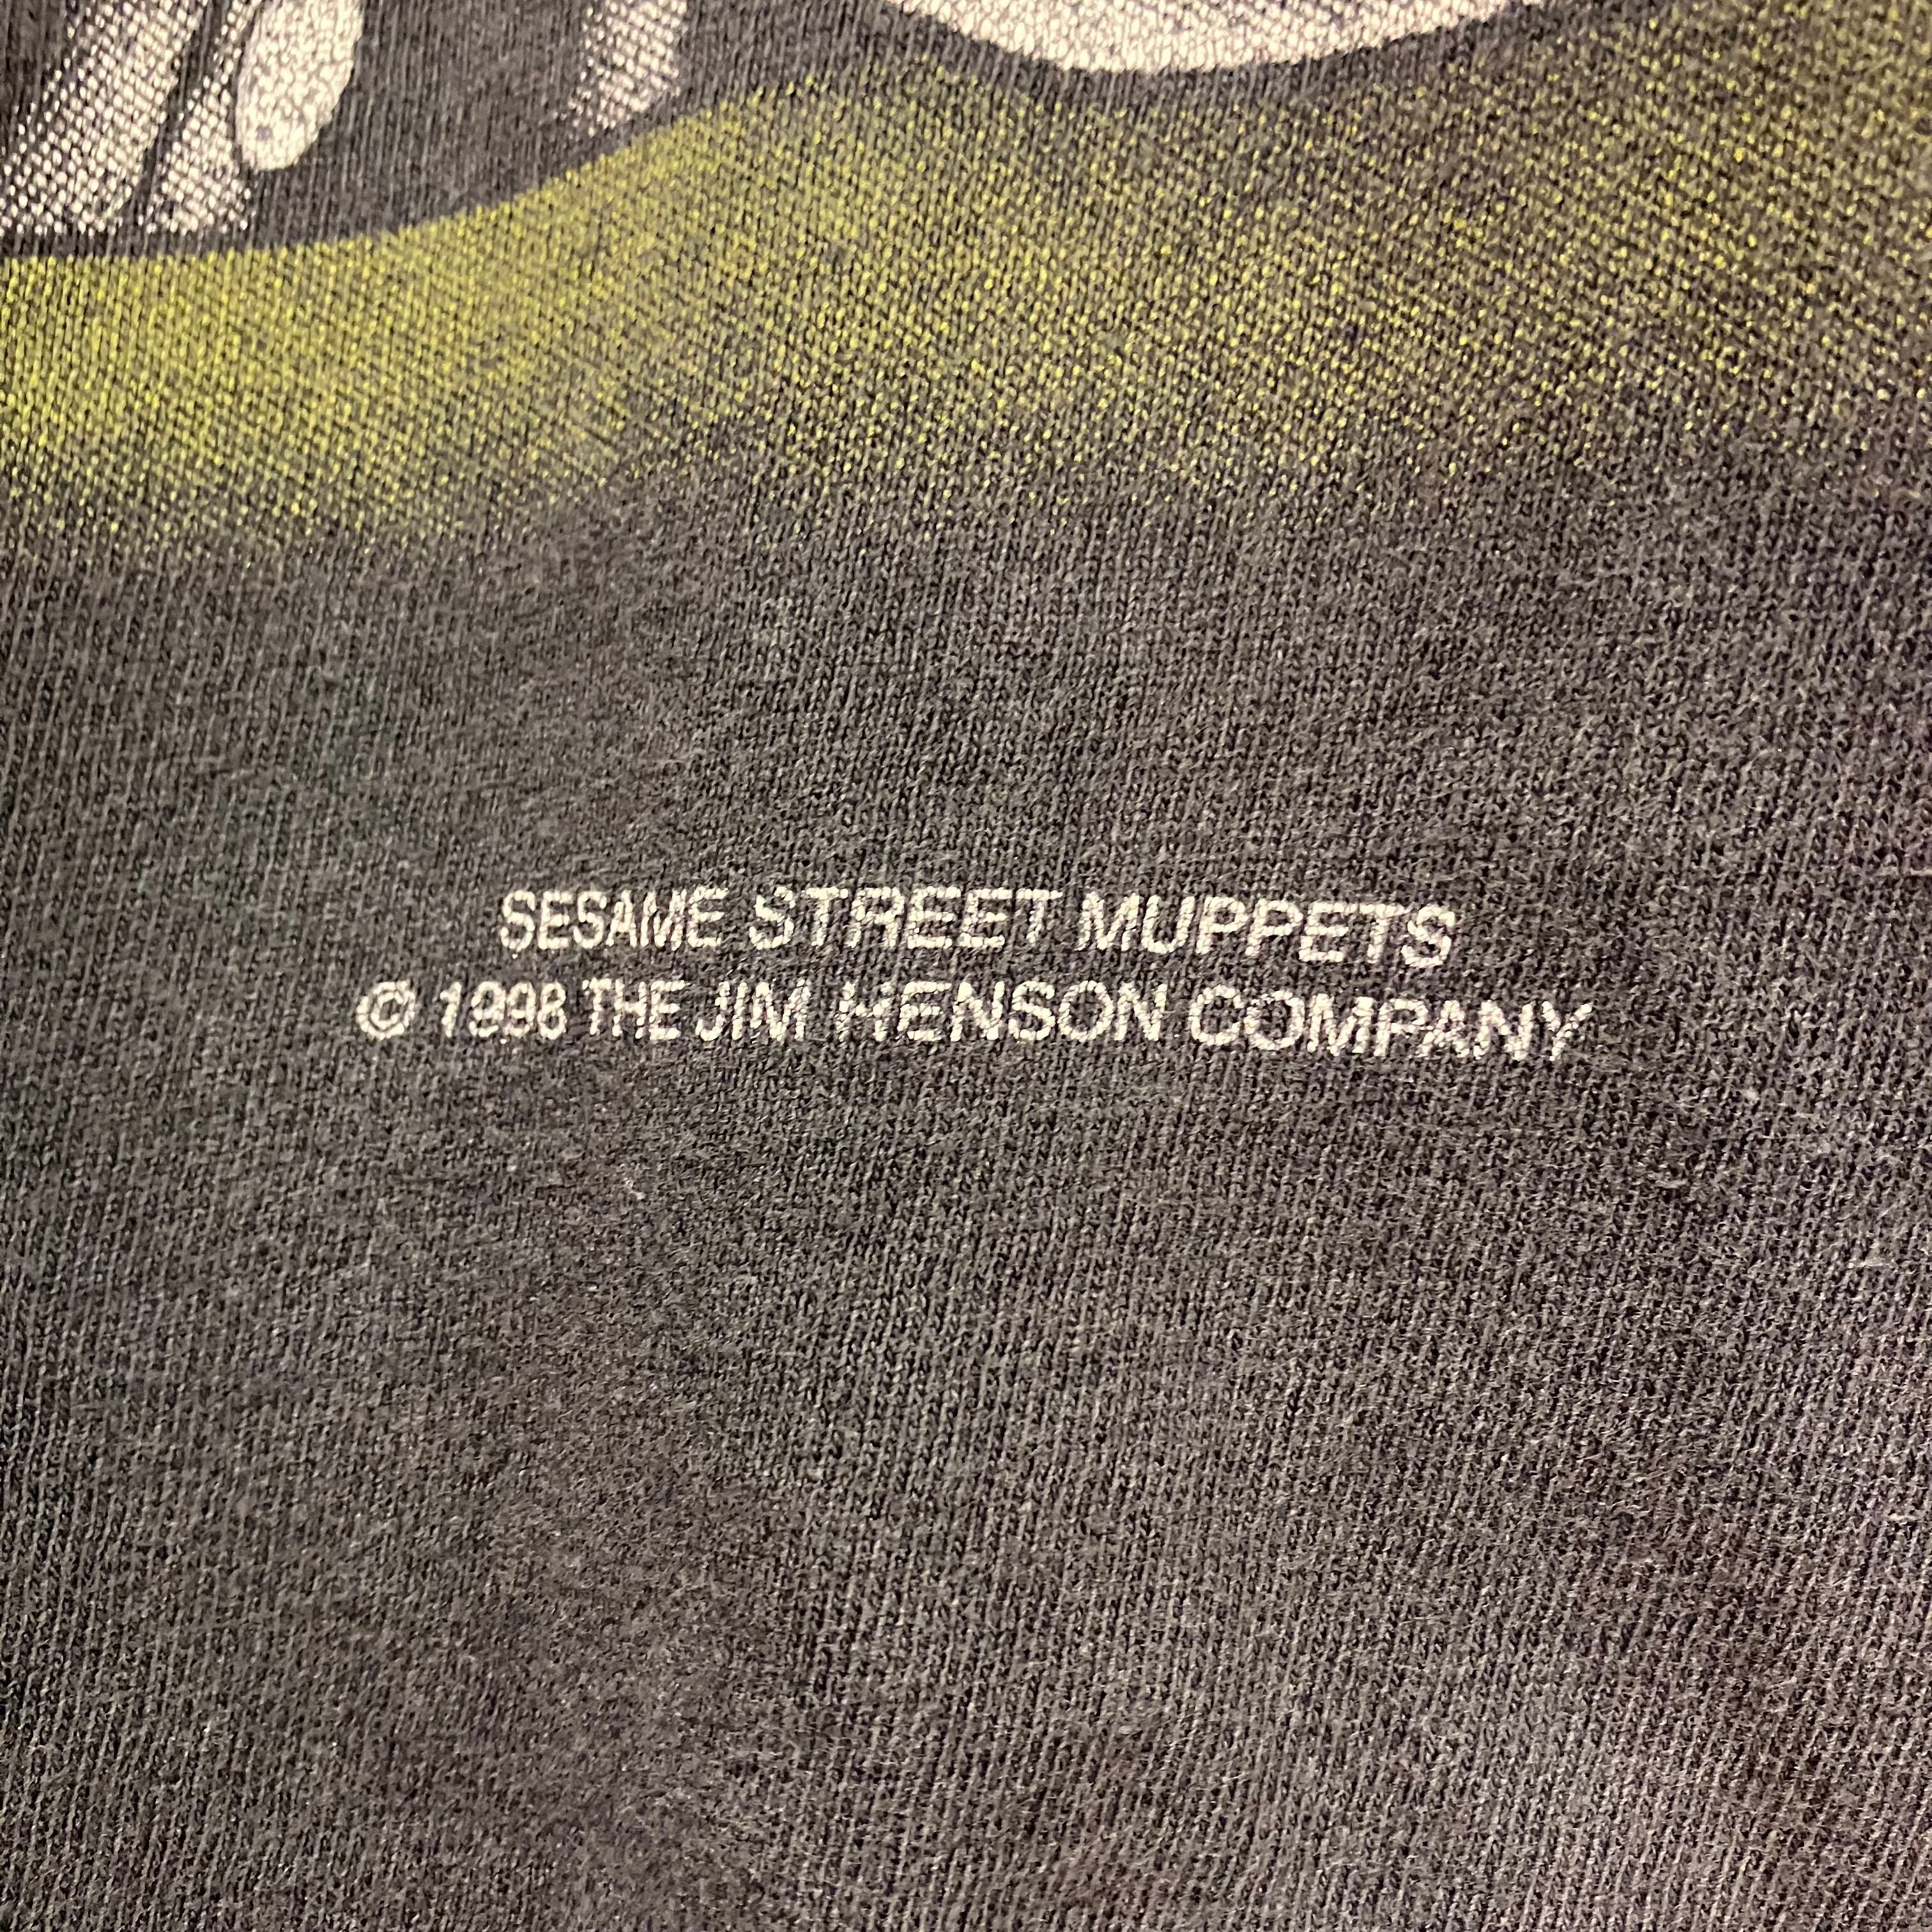 SESAME STREET MUPPETS
© 1998 THE JIM HENSON COMPANY